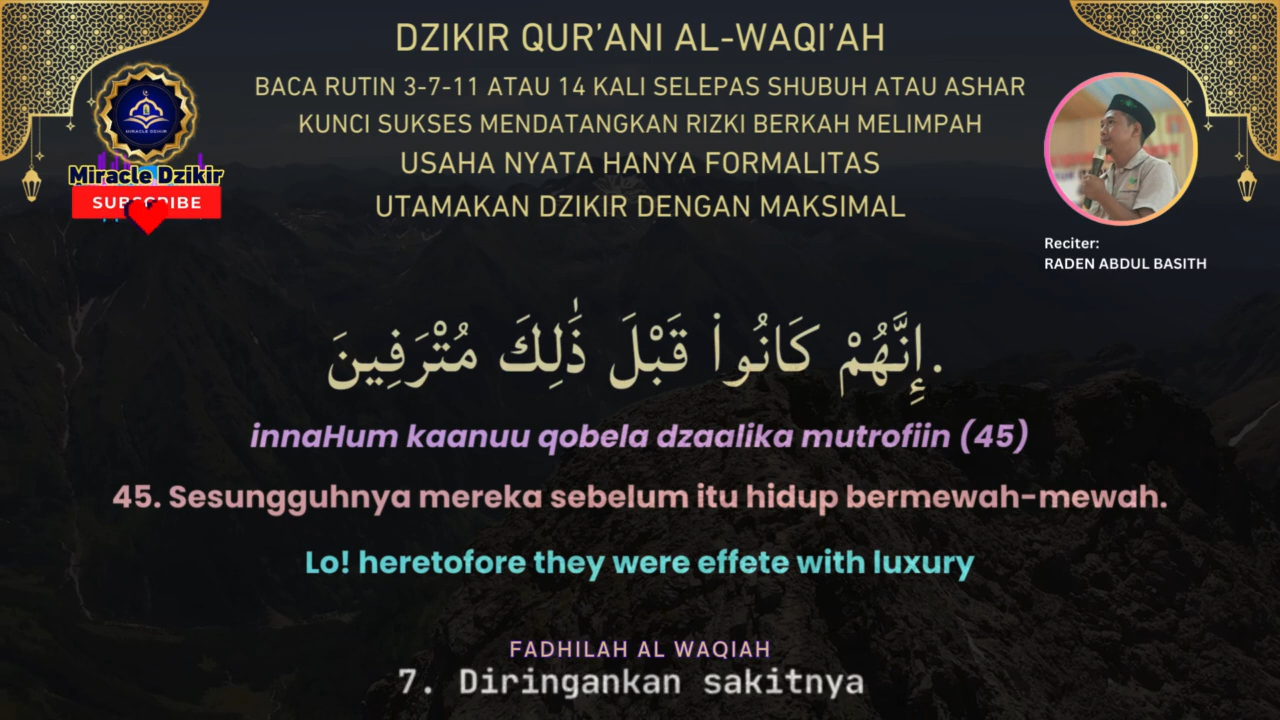 DZIKIR QUR'ANI AL-WAQI'AH
BACA RUTIN 3-7-11 ATAU 14 KALI SELEPAS SHUBUH ATAU ASHAR
KUNCI SUKSES MENDATANGKAN RIZKI BERKAH MELIMPAH
USAHA NYATA HANYA FORMALITAS
UTAMAKAN DZIKIR DENGAN MAKSIMAL
MIRACLE DZIKIR
Miracle Dzikir
SUBSCRIBE
Reciter:
RADEN ABDUL BASITH
إِنَّهُمْ كَانُوا۟ قَبْلَ ذَٰلِكَ مُتْرَفِينَ.
innaHum kaanuu qobela dzaalika mutrofiin (45)
45. Sesungguhnya mereka sebelum itu hidup bermewah-mewah.
Lo! heretofore they were effete with luxury
FADHILAH AL WAQIAH
7. Diringankan sakitnya